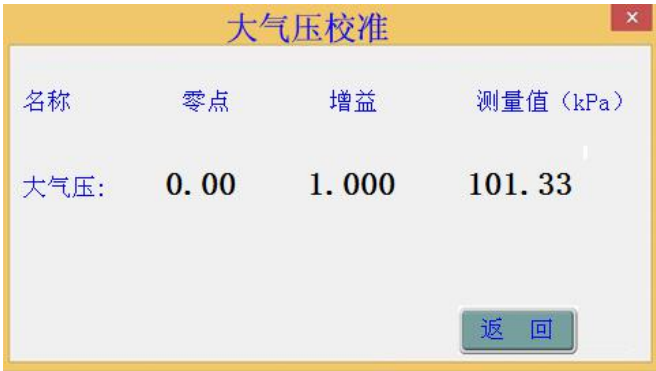 大气压校准
名称 零点 增益 测量值（kPa）
大气压: 0.00 1.000 101.33
返 回